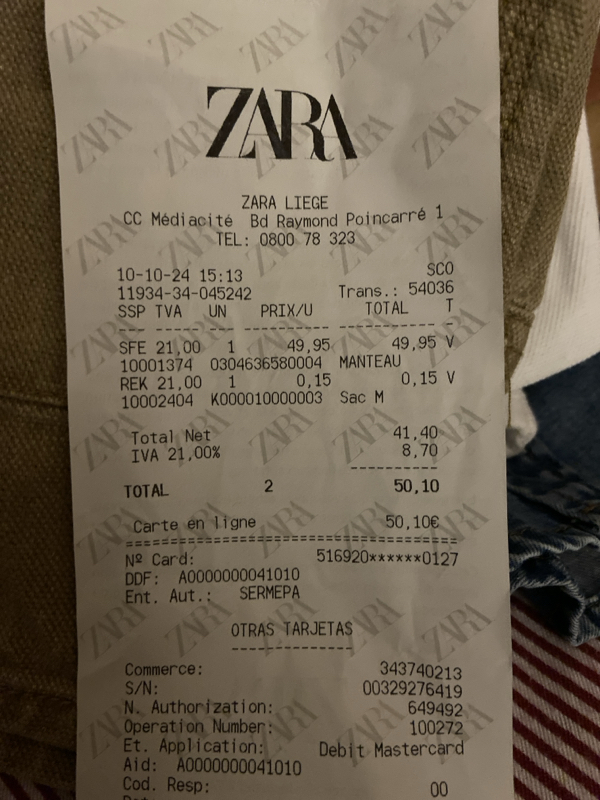 ZARA
ZARA LIEGE
CC Médiacité Bd Raymond Poincarré 1
TEL: 0800 78 323
10-10-24 15:13 SCO
11934-34-045242 Trans.: 54036
SSP TVA UN PRIX/U TOTAL T
--- --- --- ------ ------- -
SFE 21,00 1 49,95 49,95 V
10001374 0304636580004 MANTEAU
REK 21,00 1 0,15 0,15 V
10002404 K000010000003 Sac M
Total Net 41,40
IVA 21,00% 8,70
----------
TOTAL 2 50,10
Carte en ligne 50,10€
========================================
Nº Card: 516920******0127
DDF: A0000000041010
Ent. Aut.: SERMEPA
OTRAS TARJETAS
--------------
Commerce: 343740213
S/N: 00329276419
N. Authorization: 649492
Operation Number: 100272
Et. Application: Debit Mastercard
Aid: A0000000041010
Cod. Resp: 00